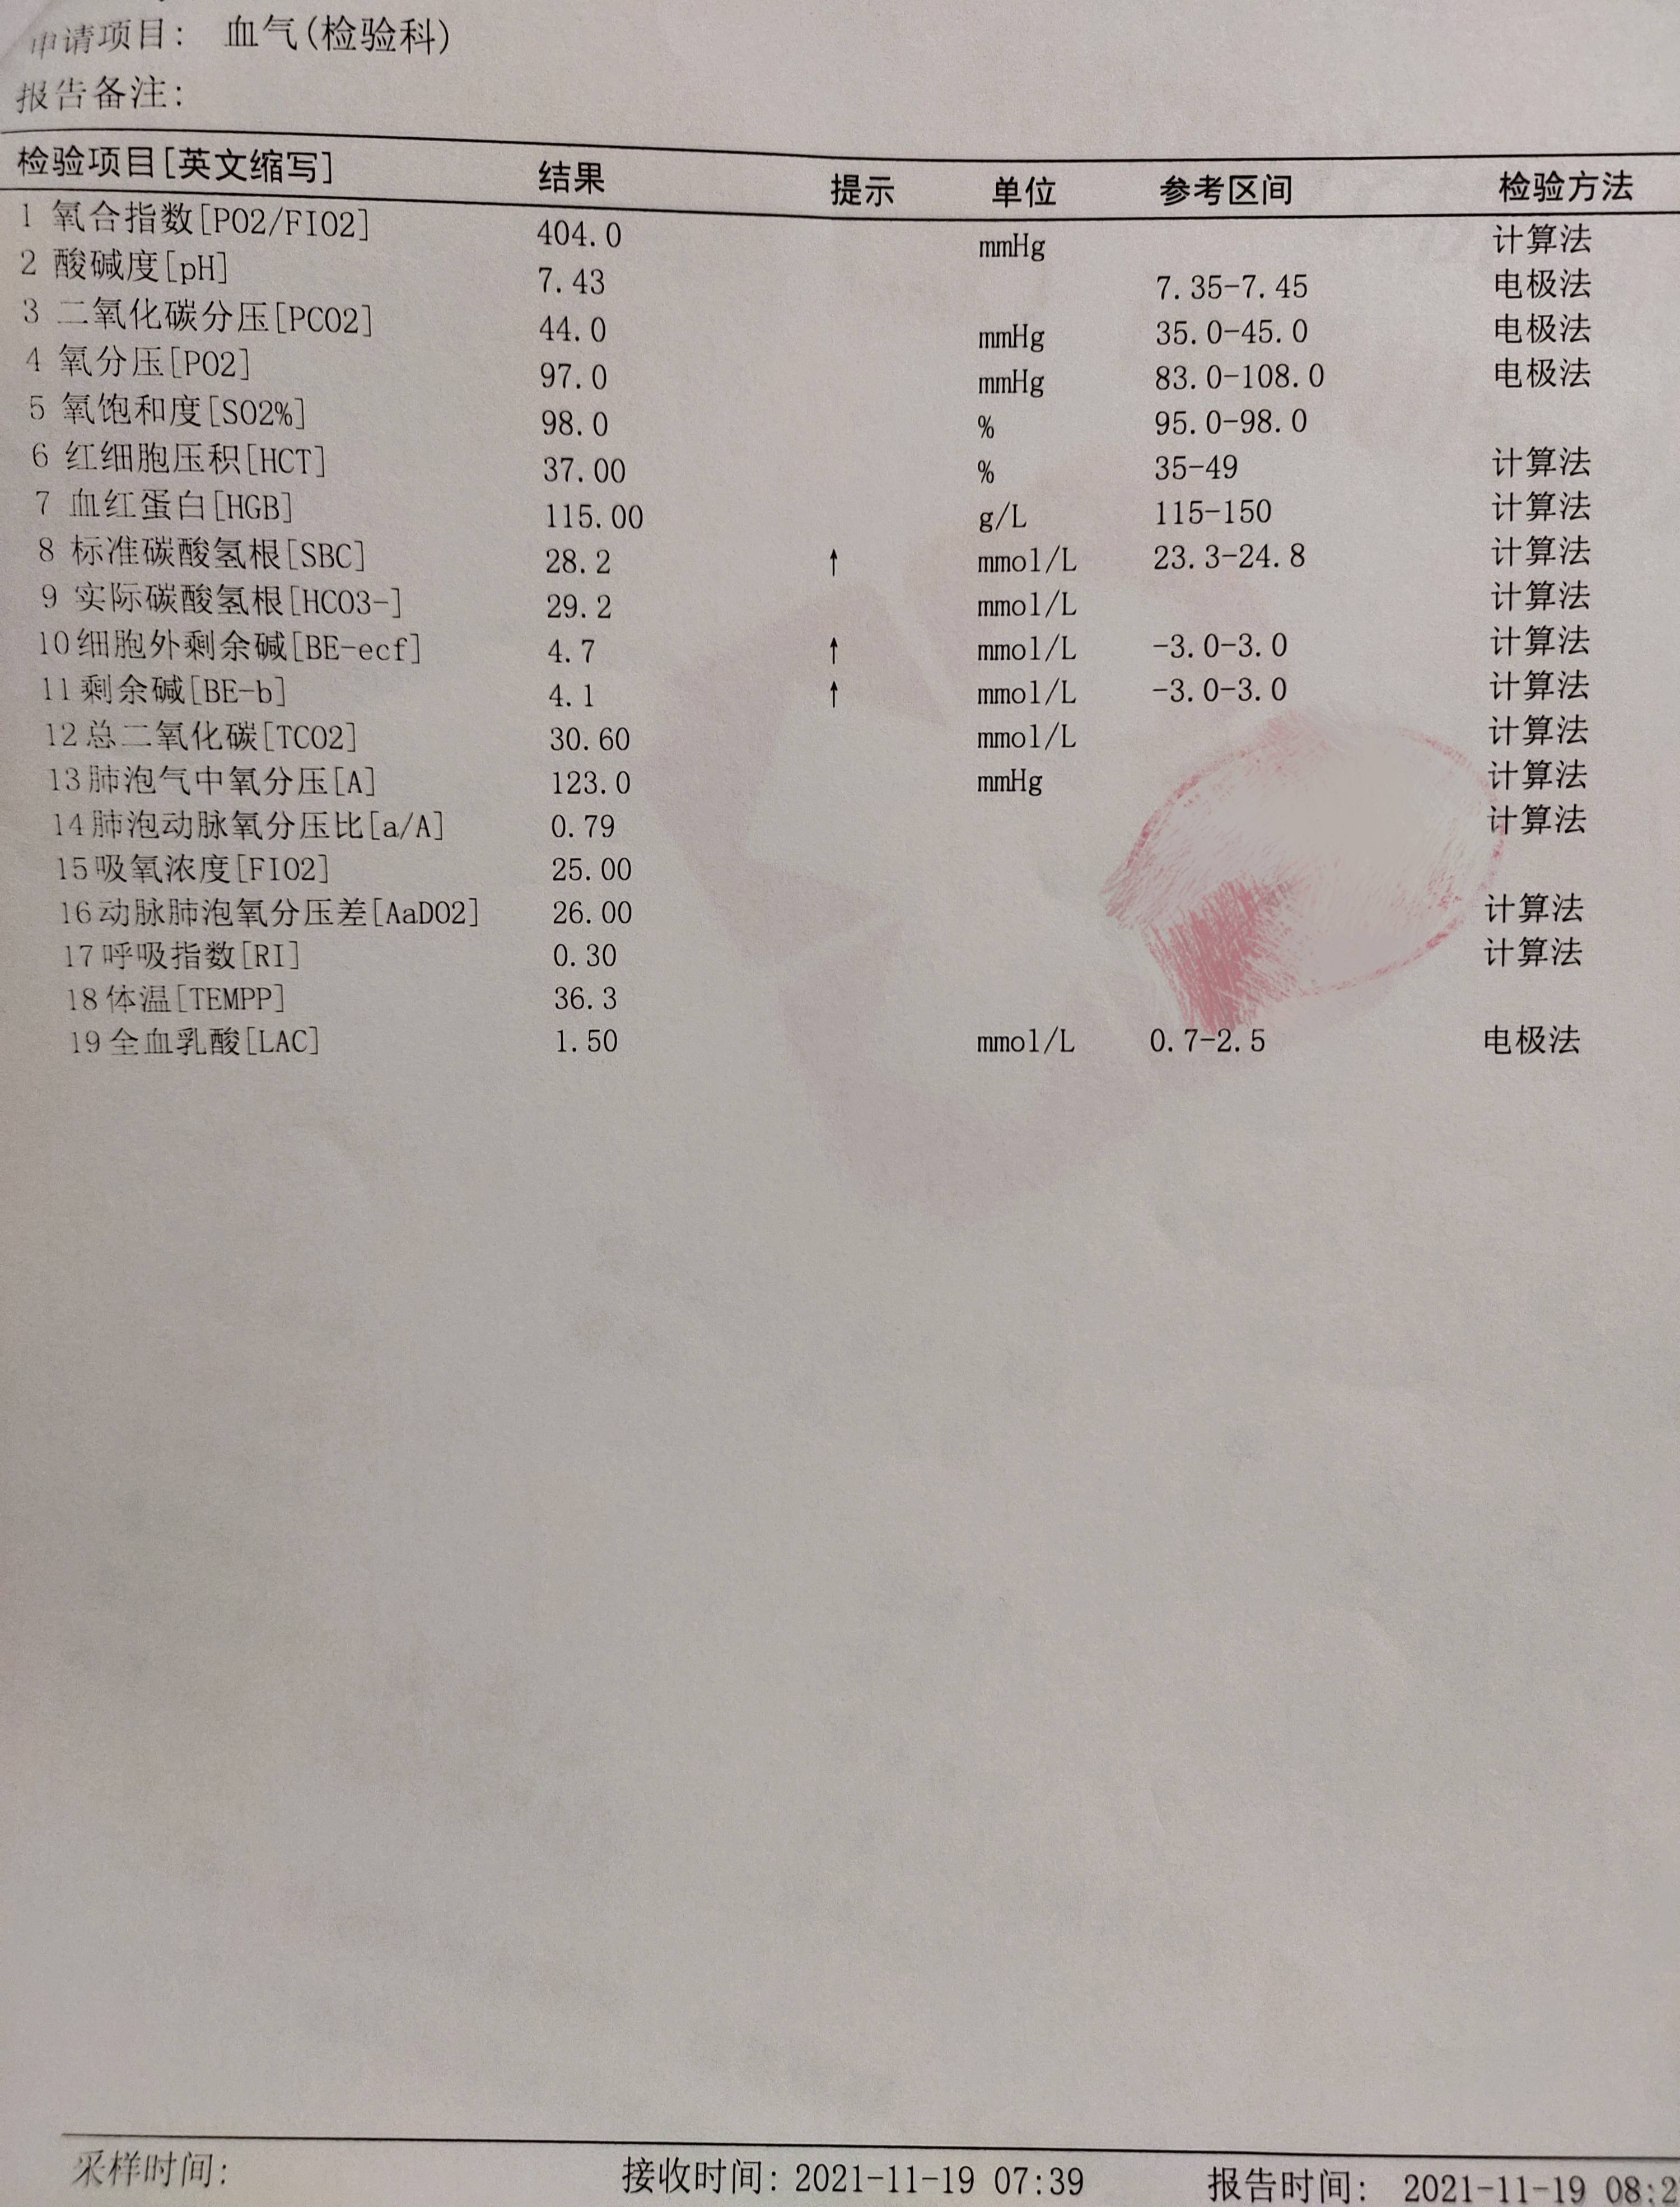 申请项目： 血气(检验科)
报告备注：
检验项目[英文缩写] 结果 提示 单位 参考区间 检验方法
1 氧合指数[PO2/FIO2] 404.0 mmHg 计算法
2 酸碱度[pH] 7.43 7.35-7.45 电极法
3 二氧化碳分压[PCO2] 44.0 mmHg 35.0-45.0 电极法
4 氧分压[PO2] 97.0 mmHg 83.0-108.0 电极法
5 氧饱和度[SO2%] 98.0 % 95.0-98.0
6 红细胞压积[HCT] 37.00 % 35-49 计算法
7 血红蛋白[HGB] 115.00 g/L 115-150 计算法
8 标准碳酸氢根[SBC] 28.2 ↑ mmol/L 23.3-24.8 计算法
9 实际碳酸氢根[HCO3-] 29.2 mmol/L 计算法
10 细胞外剩余碱[BE-ecf] 4.7 ↑ mmol/L -3.0-3.0 计算法
11 剩余碱[BE-b] 4.1 ↑ mmol/L -3.0-3.0 计算法
12 总二氧化碳[TCO2] 30.60 mmol/L 计算法
13 肺泡气中氧分压[A] 123.0 mmHg 计算法
14 肺泡动脉氧分压比[a/A] 0.79 计算法
15 吸氧浓度[FIO2] 25.00
16 动脉肺泡氧分压差[AaDO2] 26.00 计算法
17 呼吸指数[RI] 0.30 计算法
18 体温[TEMPP] 36.3
19 全血乳酸[LAC] 1.50 mmol/L 0.7-2.5 电极法
采样时间： 接收时间：2021-11-19 07:39 报告时间： 2021-11-19 08:2